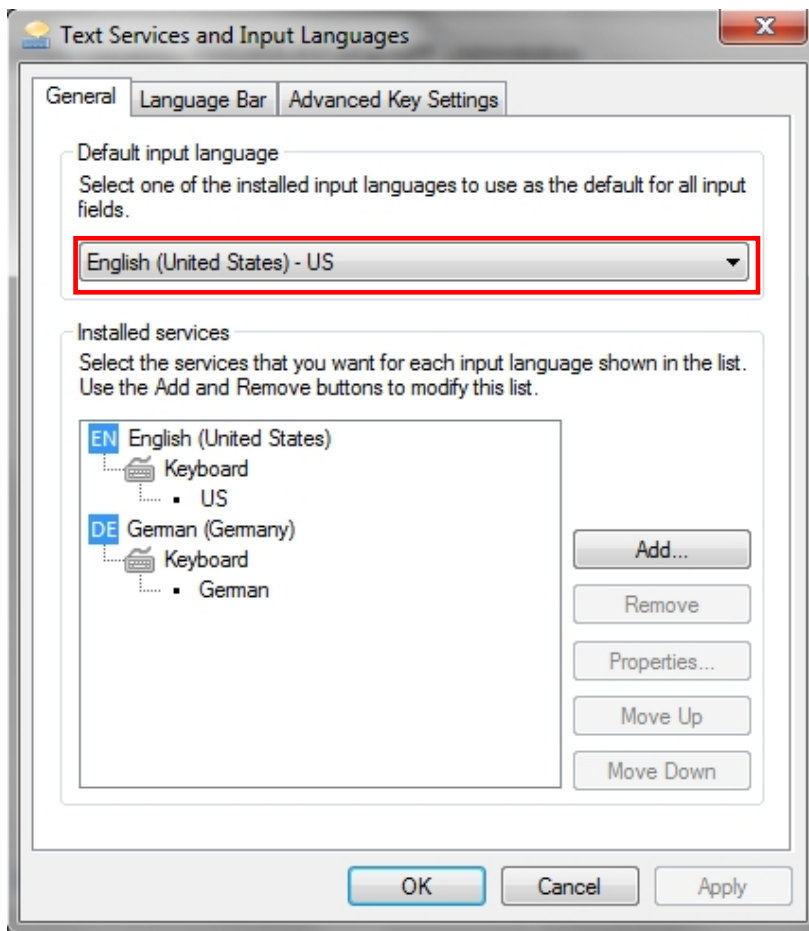 Text Services and Input Languages
General
Language Bar
Advanced Key Settings
Default input language
Select one of the installed input languages to use as the default for all input
fields.
English (United States) - US
Installed services
Select the services that you want for each input language shown in the list.
Use the Add and Remove buttons to modify this list.
EN English (United States)
Keyboard
US
DE German (Germany)
Keyboard
German
Add...
Remove
Properties...
Move Up
Move Down
OK
Cancel
Apply